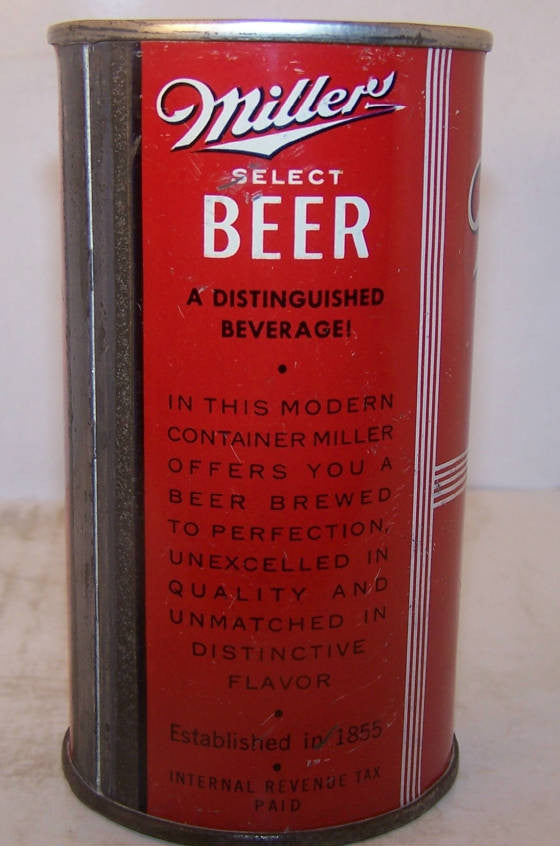 Miller
SELECT
BEER
A DISTINGUISHED
BEVERAGE!
•
IN THIS MODERN
CONTAINER MILLER
OFFERS YOU A
BEER BREWED
TO PERFECTION,
UNEXCELLED IN
QUALITY AND
UNMATCHED IN
DISTINCTIVE
FLAVOR
•
Established in 1855
•
INTERNAL REVENUE TAX
PAID